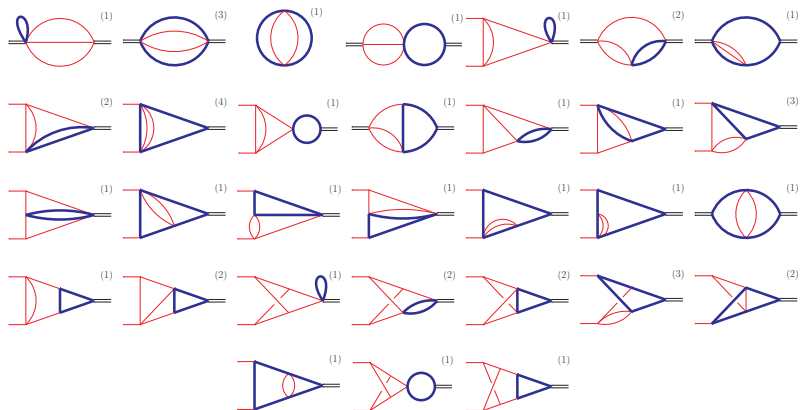 (1) (3) (1) (1) (1) (2) (1)
(2) (4) (1) (1) (1) (1) (3)
(1) (1) (1) (1) (1) (1) (1)
(1) (2) (1) (2) (2) (3) (2)
(1) (1) (1)